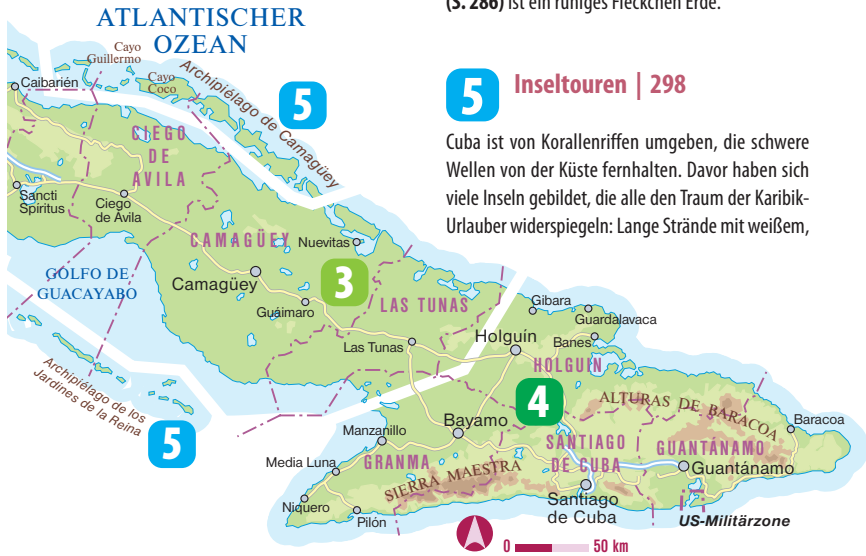 (S. 286) ist ein ruhiges Fleckchen Erde.
5 Inseltouren | 298
Cuba ist von Korallenriffen umgeben, die schwere
Wellen von der Küste fernhalten. Davor haben sich
viele Inseln gebildet, die alle den Traum der Karibik-
Urlauber widerspiegeln: Lange Strände mit weißem,
ATLANTISCHER
OZEAN
Cayo
Guillermo
Cayo
Coco
Archipiélago de Camagüey
5
Caibarién
CIEGO
DE
AVILA
Sancti
Spiritus
Ciego
de Avila
CAMAGÜEY
Nuevitas
GOLFO DE
GUACAYABO
Camagüey
3
Guáimaro
LAS TUNAS
Las Tunas
Gibara
Guardalavaca
Holguín
Banes
HOLGUIN
Archipiélago de los
Jardines de la Reina
5
4
ALTURAS DE BARACOA
Baracoa
Manzanillo
Bayamo
Media Luna
GRANMA
SIERRA MAESTRA
SANTIAGO
DE CUBA
GUANTÁNAMO
Guantánamo
Niquero
Pilón
Santiago
de Cuba
US-Militärzone
0 50 km